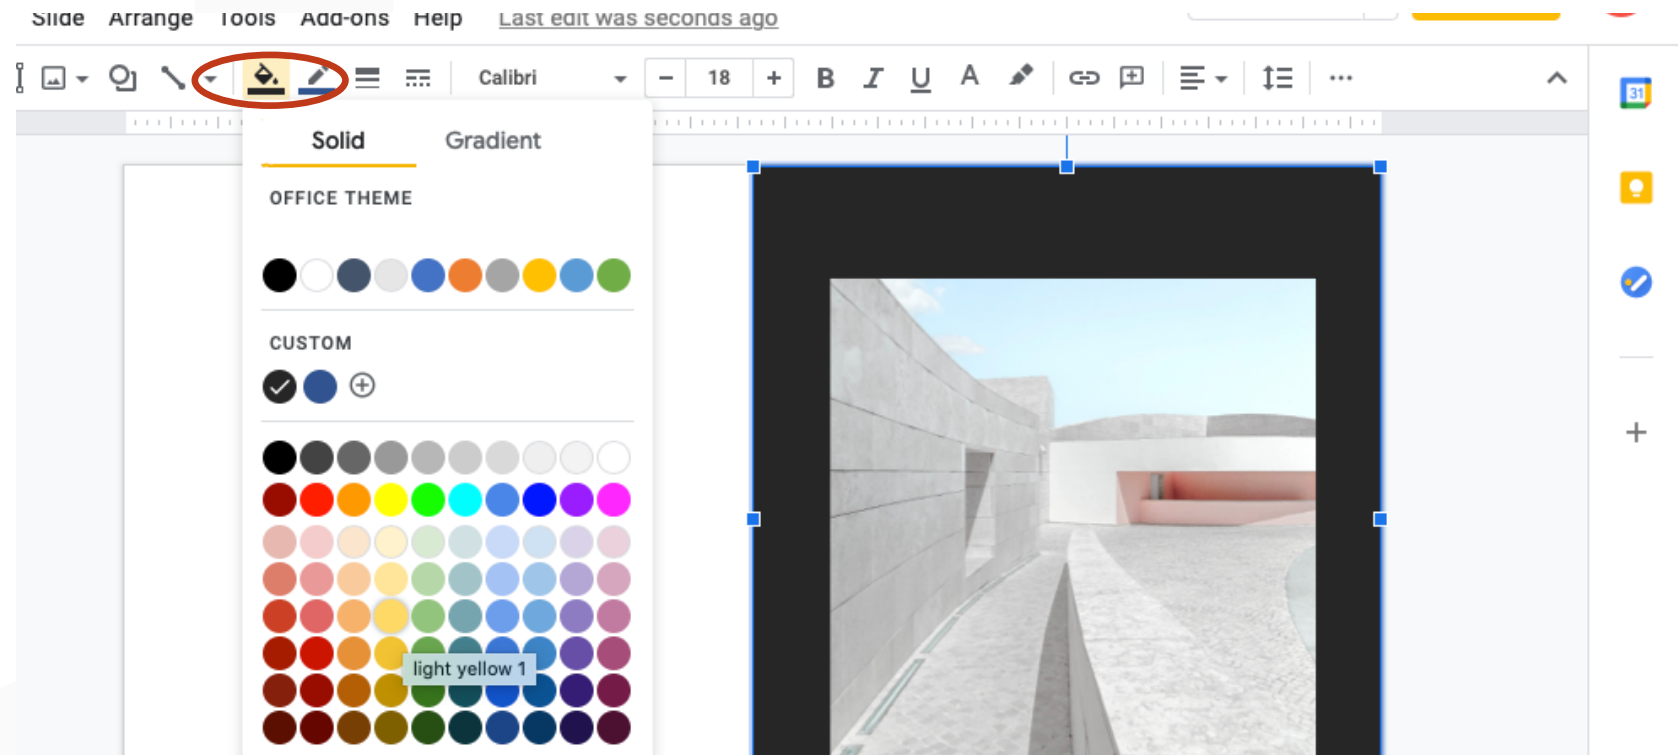 Slide Arrange Tools Add-ons Help Last edit was seconds ago
Calibri − 18 + B I U A
31
Solid Gradient
OFFICE THEME
CUSTOM
light yellow 1